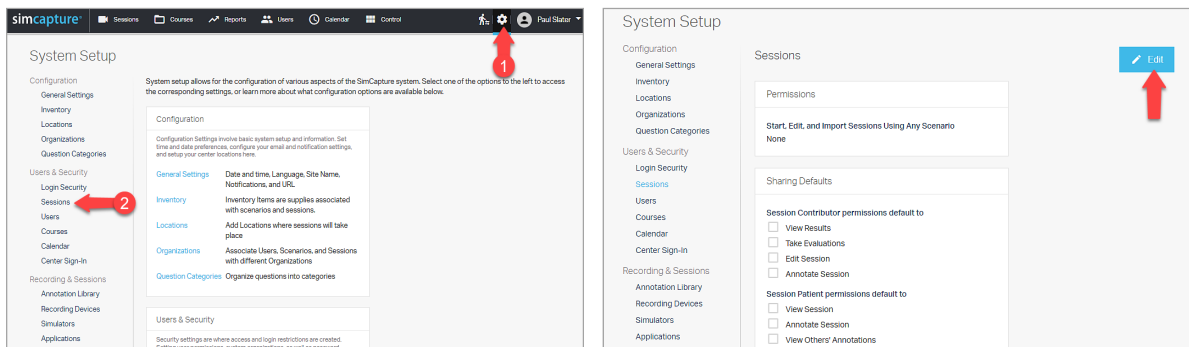 simcapture® Sessions Courses Reports Users Calendar Control Paul Slater
System Setup
Configuration
General Settings
Inventory
Locations
Organizations
Question Categories
Users & Security
Login Security
Sessions
Users
Courses
Calendar
Center Sign-In
Recording & Sessions
Annotation Library
Recording Devices
Simulators
Applications
1
2
System setup allows for the configuration of various aspects of the SimCapture system. Select one of the options to the left to access
the corresponding settings, or learn more about what configuration options are available below.
Configuration
Configuration Settings involve basic system setup and information. Set
time and date preferences, configure your email and notification settings,
and setup your center locations here.
General Settings Date and time, Language, Site Name,
Notifications, and URL
Inventory Inventory Items are supplies associated
with scenarios and sessions.
Locations Add Locations where sessions will take
place
Organizations Associate Users, Scenarios, and Sessions
with different Organizations
Question Categories Organize questions into categories
Users & Security
Security settings are where access and login restrictions are created.
System Setup
Configuration
General Settings
Inventory
Locations
Organizations
Question Categories
Users & Security
Login Security
Sessions
Users
Courses
Calendar
Center Sign-In
Recording & Sessions
Annotation Library
Recording Devices
Simulators
Applications
Sessions
Edit
Permissions
Start, Edit, and Import Sessions Using Any Scenario
None
Sharing Defaults
Session Contributor permissions default to
View Results
Take Evaluations
Edit Session
Annotate Session
Session Patient permissions default to
View Session
Annotate Session
View Others' Annotations